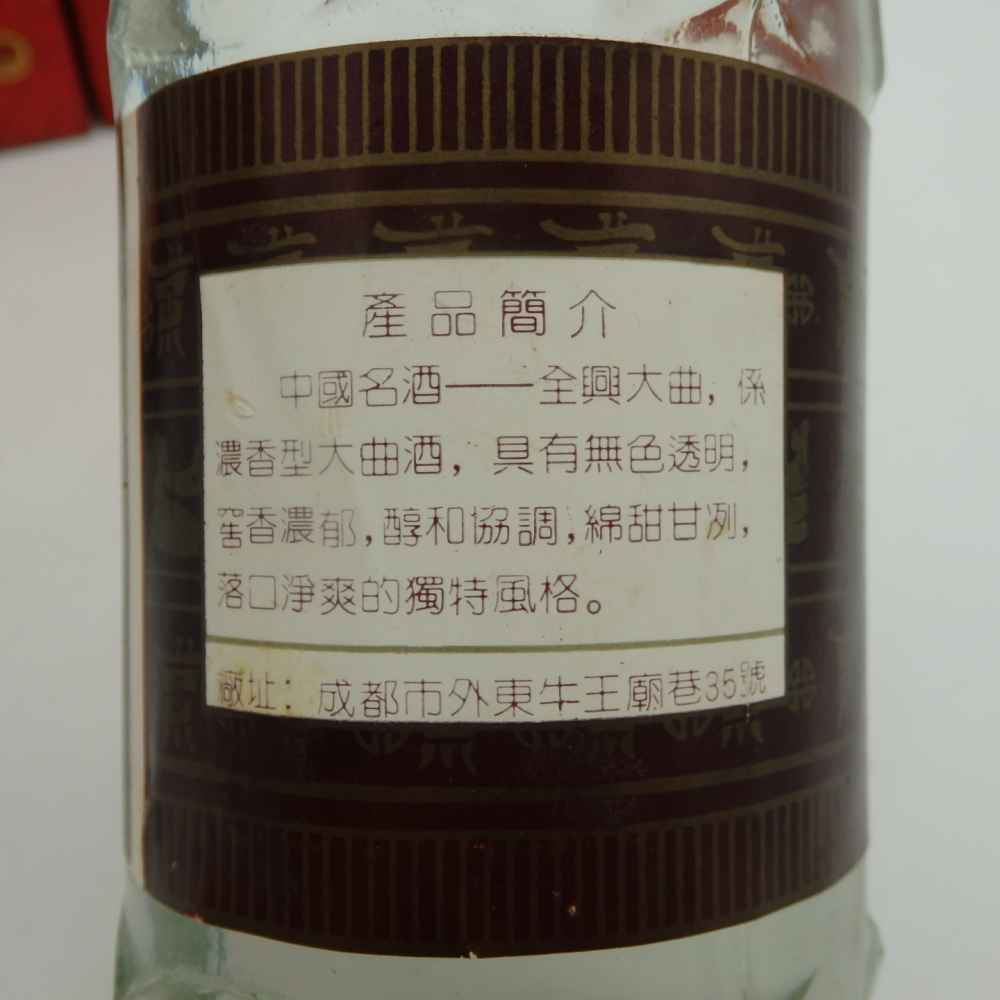 產品簡介
中國名酒——全興大曲，係
濃香型大曲酒，具有無色透明，
窖香濃郁，醇和協調，綿甜甘冽，
落口淨爽的獨特風格。
廠址：成都市外東牛王廟巷35號